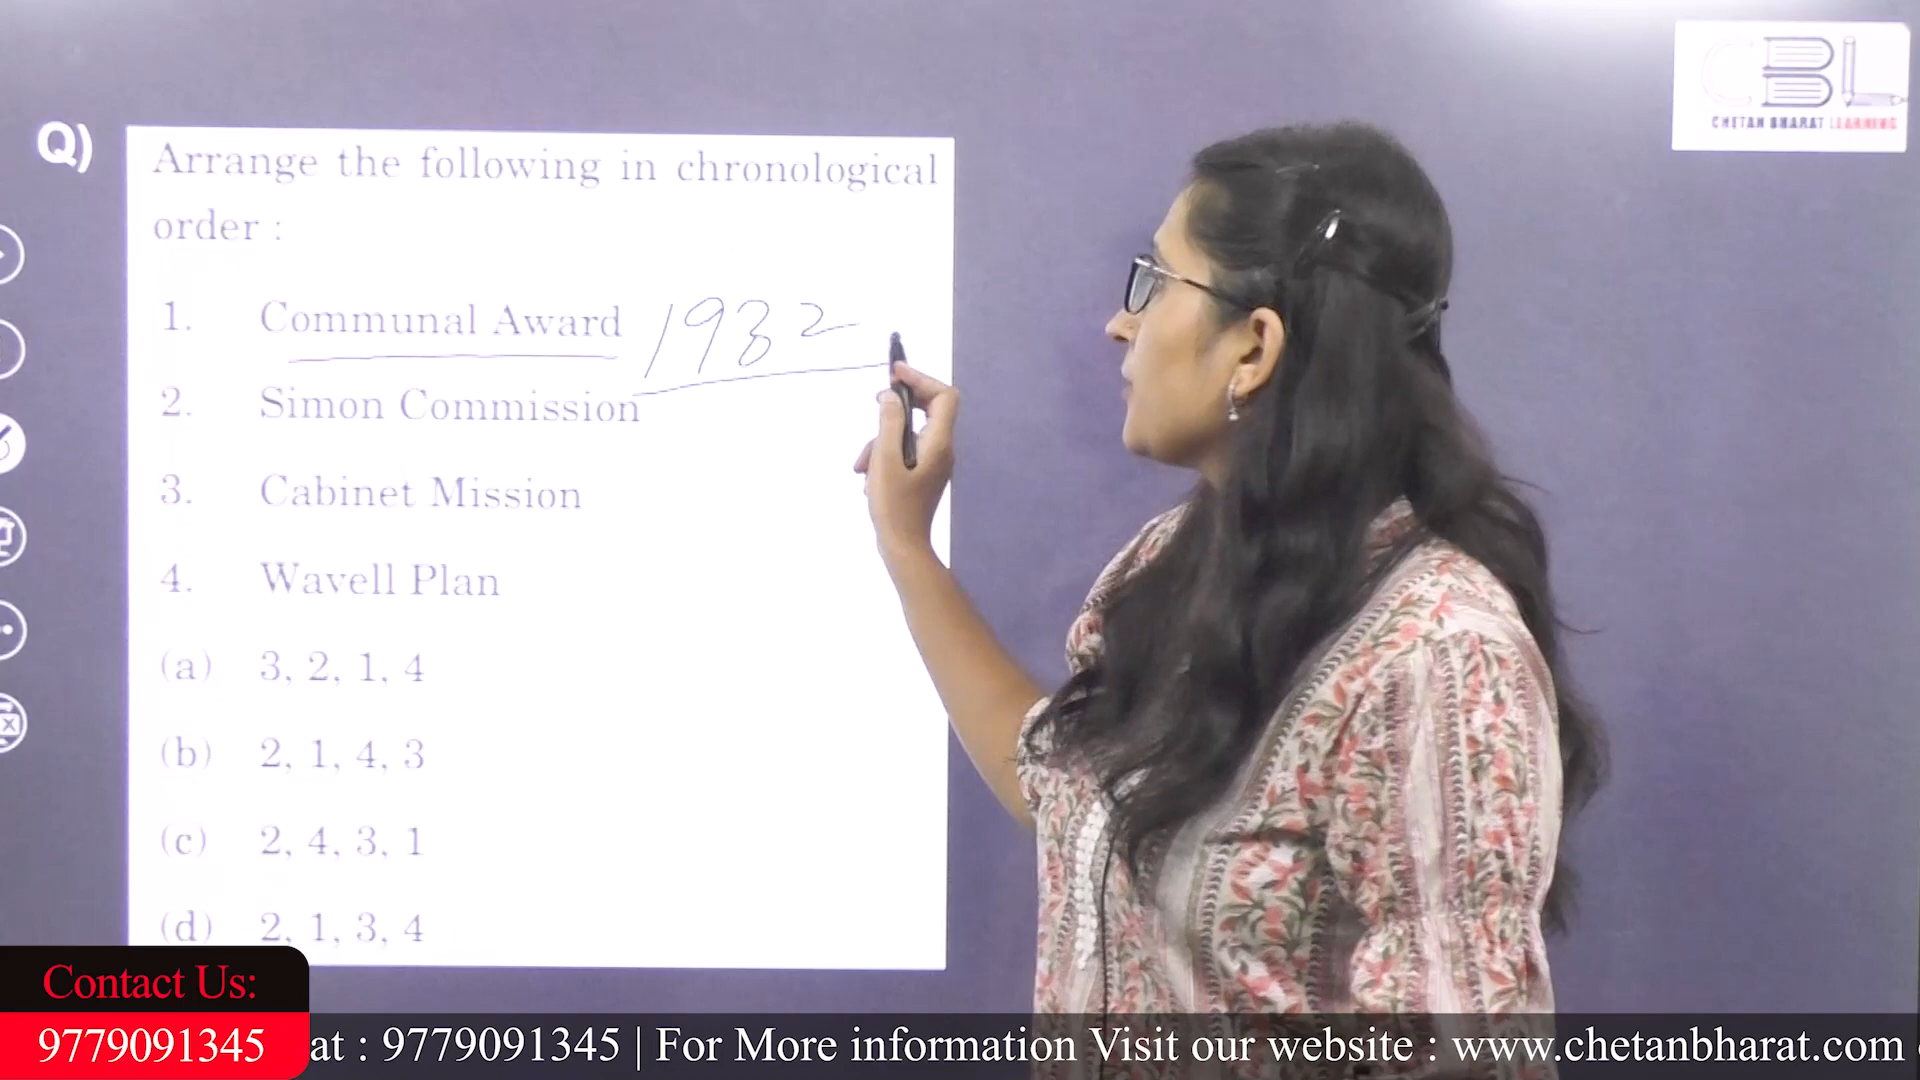 CBL
CHETAN BHARAT LEARNING
Q)
Arrange the following in chronological
order :
1. Communal Award 1932
2. Simon Commission
3. Cabinet Mission
4. Wavell Plan
(a) 3, 2, 1, 4
(b) 2, 1, 4, 3
(c) 2, 4, 3, 1
(d) 2, 1, 3, 4
Contact Us:
9779091345
at : 9779091345 | For More information Visit our website : www.chetanbharat.com